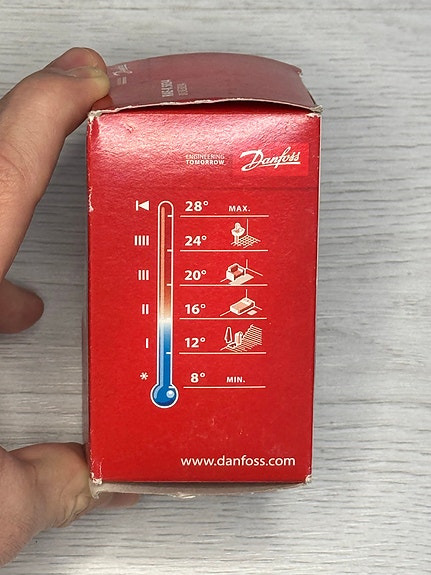 ENGINEERING
TOMORROW
Danfoss
28° MAX.
IIII 24°
III 20°
II 16°
I 12°
* 8° MIN.
www.danfoss.com